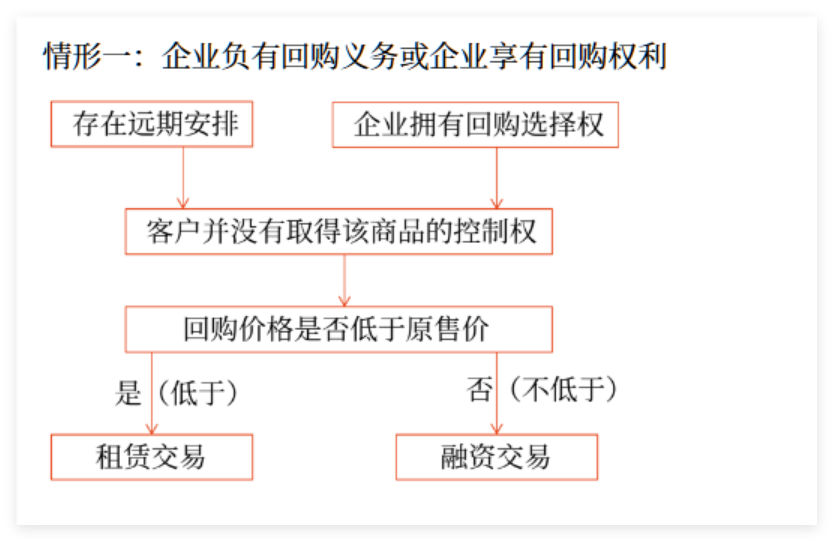 情形一：企业负有回购义务或企业享有回购权利
存在远期安排
企业拥有回购选择权
客户并没有取得该商品的控制权
回购价格是否低于原售价
是（低于）
否（不低于）
租赁交易
融资交易